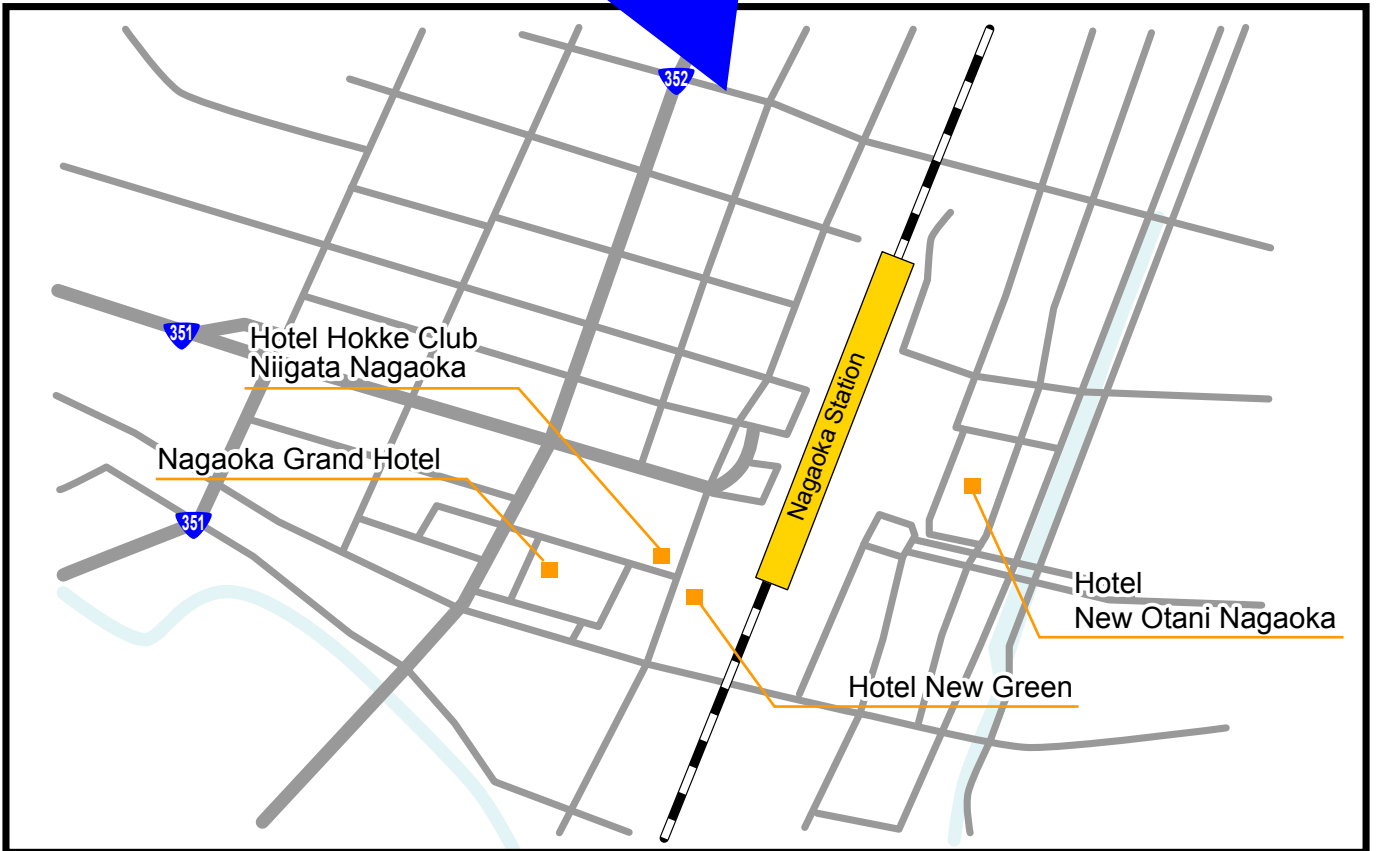 352
351
Hotel Hokke Club
Niigata Nagaoka
Nagaoka Station
Nagaoka Grand Hotel
351
Hotel
New Otani Nagaoka
Hotel New Green